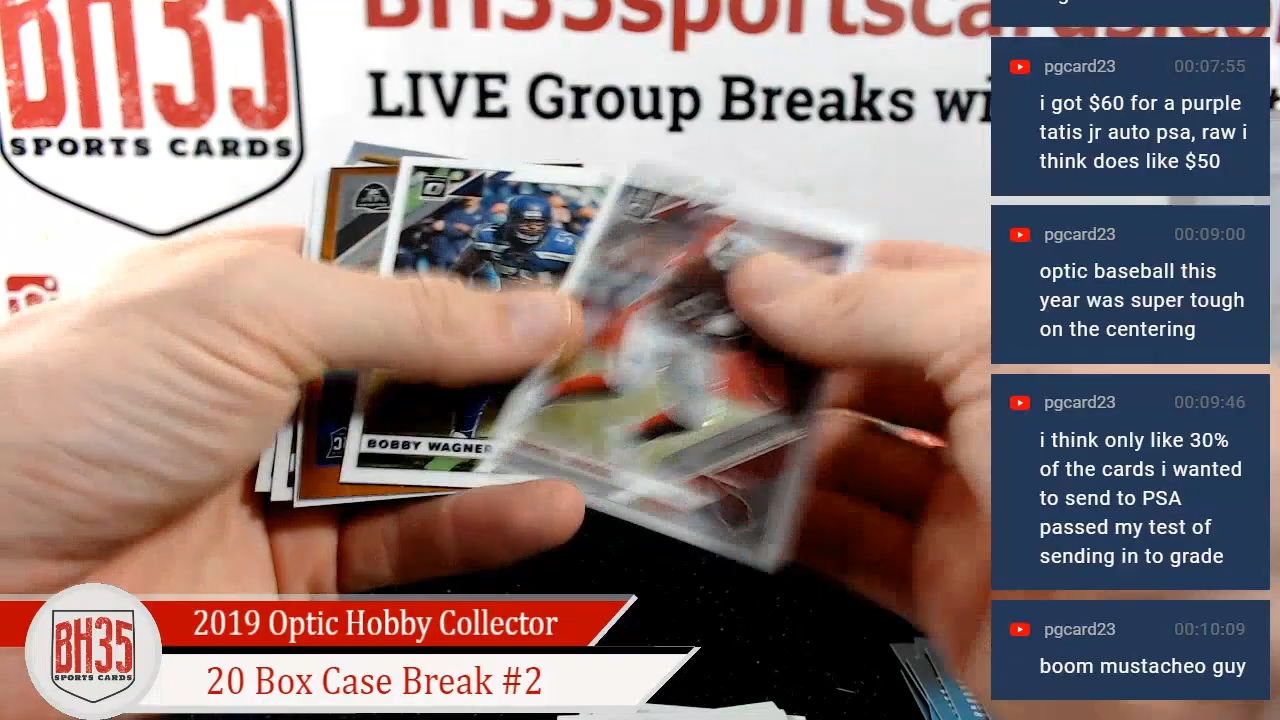 BH35
SPORTS CARDS
BH35sportscards.co
LIVE Group Breaks wi
BOBBY WAGNER
pgcard23 00:07:55
i got $60 for a purple
tatis jr auto psa, raw i
think does like $50
pgcard23 00:09:00
optic baseball this
year was super tough
on the centering
pgcard23 00:09:46
i think only like 30%
of the cards i wanted
to send to PSA
passed my test of
sending in to grade
pgcard23 00:10:09
boom mustacheo guy
BH35
SPORTS CARDS
2019 Optic Hobby Collector
20 Box Case Break #2